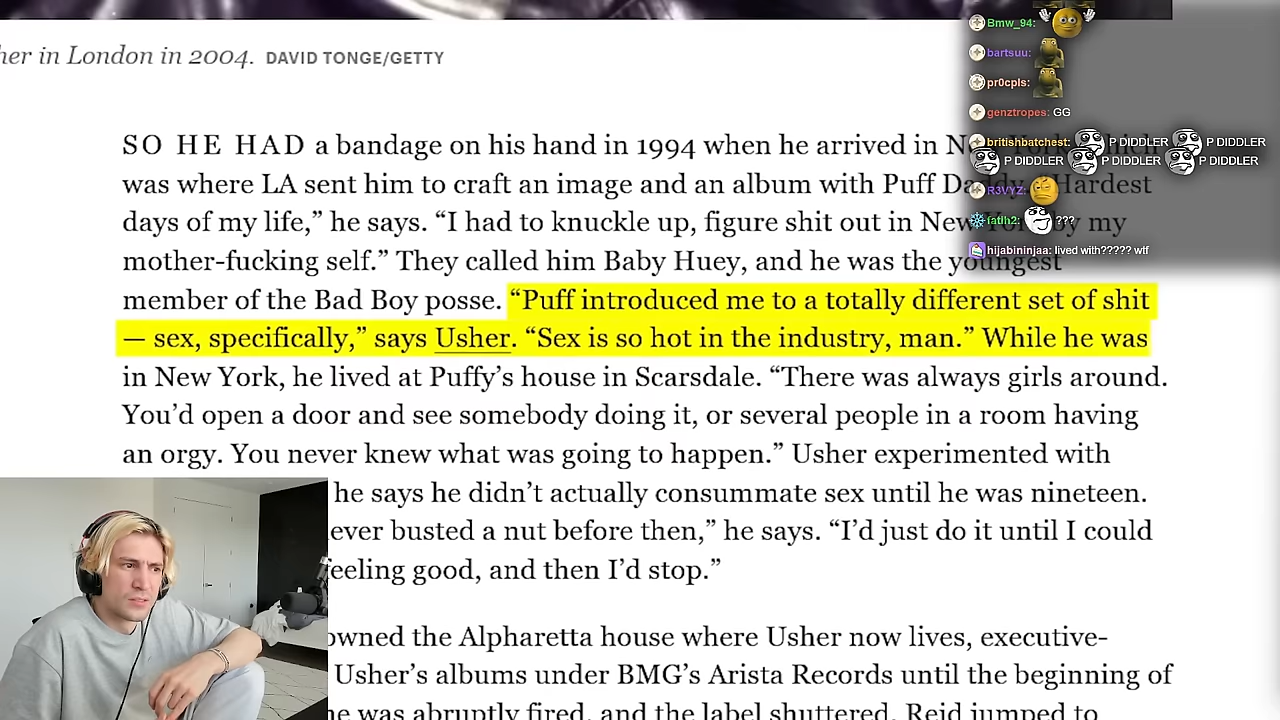 her in London in 2004. DAVID TONGE/GETTY
SO HE HAD a bandage on his hand in 1994 when he arrived in
was where LA sent him to craft an image and an album with Puff Daddy. "Hardest
days of my life," he says. "I had to knuckle up, figure shit out in New York by my
mother-fucking self." They called him Baby Huey, and he was the youngest
member of the Bad Boy posse. "Puff introduced me to a totally different set of shit
— sex, specifically," says Usher. "Sex is so hot in the industry, man." While he was
in New York, he lived at Puffy's house in Scarsdale. "There was always girls around.
You'd open a door and see somebody doing it, or several people in a room having
an orgy. You never knew what was going to happen." Usher experimented with
he says he didn't actually consummate sex until he was nineteen.
ever busted a nut before then," he says. "I'd just do it until I could
feeling good, and then I'd stop."
owned the Alpharetta house where Usher now lives, executive-
Usher's albums under BMG's Arista Records until the beginning of
he was abruptly fired, and the label shuttered. Reid jumped to
Bmw_94:
bartsuu:
pr0cpls:
genztropes: GG
britishbatchest: P DIDDLER P DIDDLER
P DIDDLER P DIDDLER P DIDDLER
R3VYZ:
fatih2: ???
hijabininjaa: lived with????? wtf